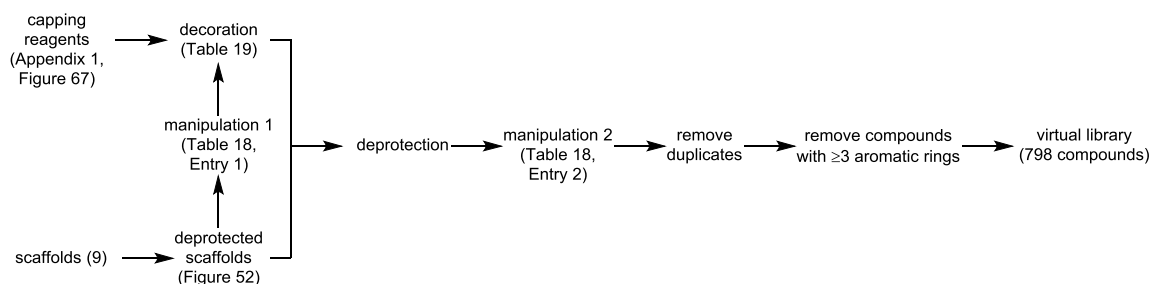 capping
reagents
(Appendix 1,
Figure 67)
decoration
(Table 19)
manipulation 1
(Table 18,
Entry 1)
scaffolds (9)
deprotected
scaffolds
(Figure 52)
deprotection
manipulation 2
(Table 18,
Entry 2)
remove
duplicates
remove compounds
with ≥3 aromatic rings
virtual library
(798 compounds)